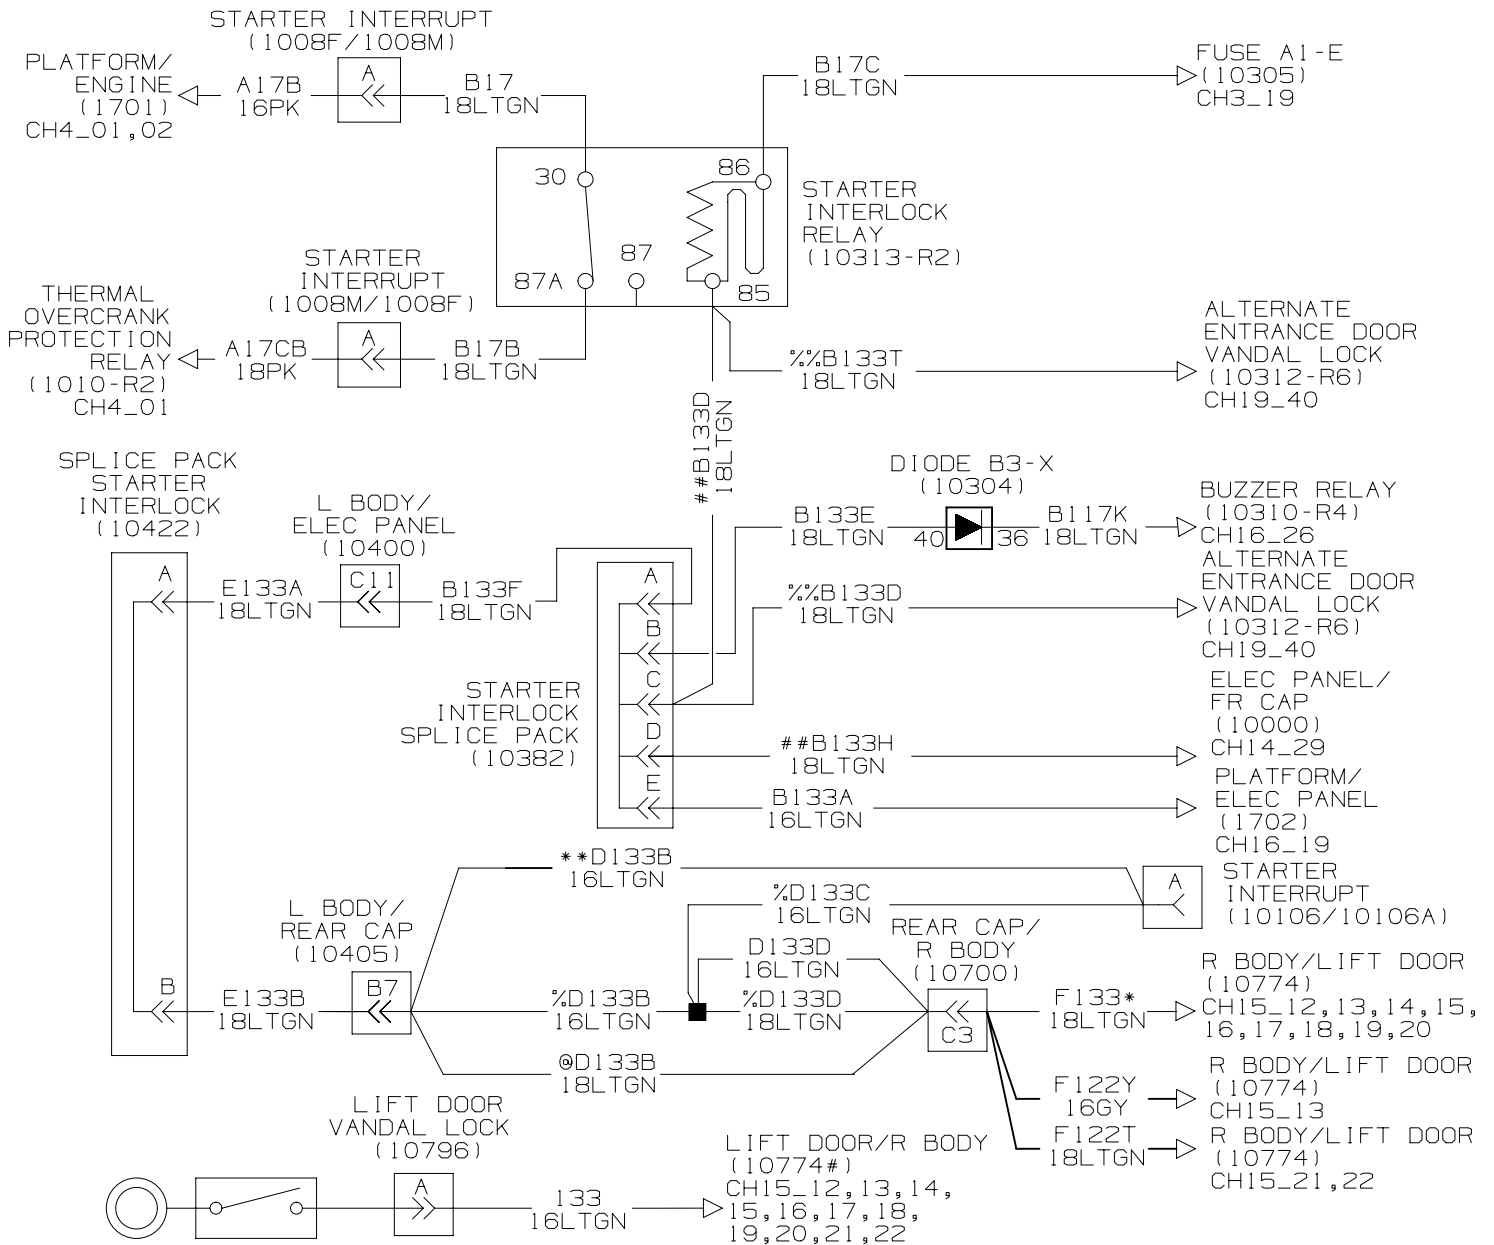 STARTER INTERRUPT
(1008F/1008M)
PLATFORM/
ENGINE
(1701)
CH4_01,02
A17B
16PK
A
B17
18LTGN
B17C
18LTGN
FUSE A1-E
(10305)
CH3_19
30
86
87
87A
85
STARTER
INTERLOCK
RELAY
(10313-R2)
STARTER
INTERRUPT
(1008M/1008F)
THERMAL
OVERCRANK
PROTECTION
RELAY
(1010-R2)
CH4_01
A17CB
18PK
A
B17B
18LTGN
%%B133T
18LTGN
ALTERNATE
ENTRANCE DOOR
VANDAL LOCK
(10312-R6)
CH19_40
##B133D
18LTGN
SPLICE PACK
STARTER
INTERLOCK
(10422)
A
B
E133A
18LTGN
L BODY/
ELEC PANEL
(10400)
C11
B133F
18LTGN
DIODE B3-X
(10304)
B133E
18LTGN
40
36
B117K
18LTGN
BUZZER RELAY
(10310-R4)
CH16_26
%%B133D
18LTGN
ALTERNATE
ENTRANCE DOOR
VANDAL LOCK
(10312-R6)
CH19_40
A
B
C
D
E
STARTER
INTERLOCK
SPLICE PACK
(10382)
ELEC PANEL/
FR CAP
(10000)
CH14_29
##B133H
18LTGN
B133A
16LTGN
PLATFORM/
ELEC PANEL
(1702)
CH16_19
**D133B
16LTGN
A
STARTER
INTERRUPT
(10106/10106A)
%D133C
16LTGN
L BODY/
REAR CAP
(10405)
E133B
18LTGN
B7
D133D
16LTGN
%D133B
16LTGN
%D133D
18LTGN
REAR CAP/
R BODY
(10700)
C3
@D133B
18LTGN
F133*
18LTGN
R BODY/LIFT DOOR
(10774)
CH15_12,13,14,15,
16,17,18,19,20
F122Y
16GY
R BODY/LIFT DOOR
(10774)
CH15_13
F122T
18LTGN
R BODY/LIFT DOOR
(10774)
CH15_21,22
LIFT DOOR
VANDAL LOCK
(10796)
A
133
16LTGN
LIFT DOOR/R BODY
(10774#)
CH15_12,13,14,
15,16,17,18,
19,20,21,22